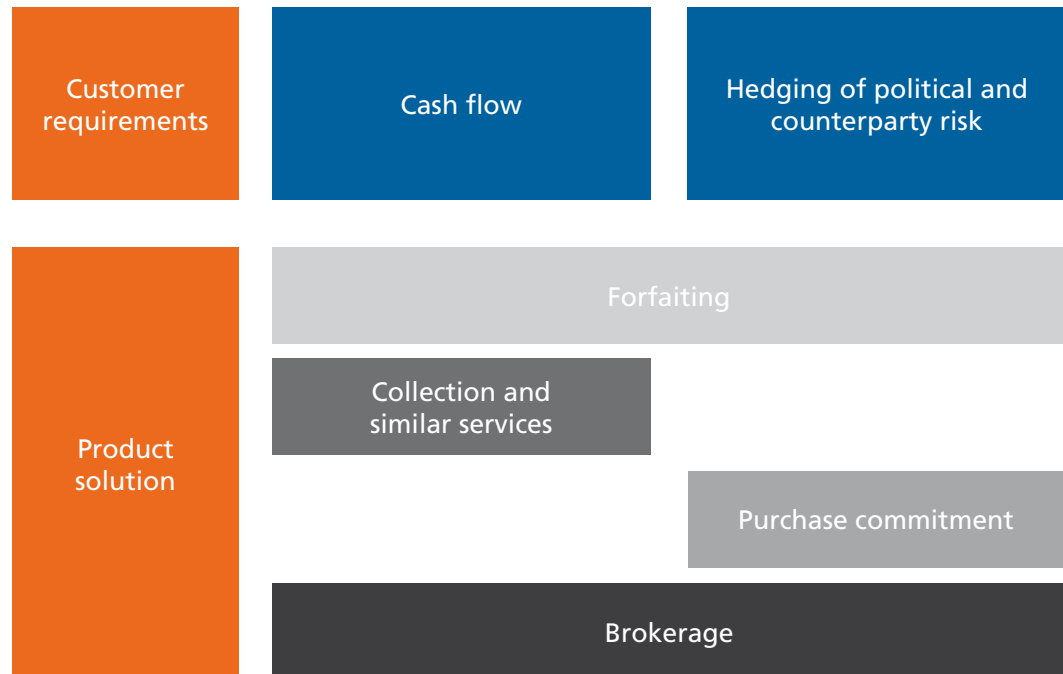 Customer
requirements
Cash flow
Hedging of political and
counterparty risk
Product
solution
Forfaiting
Collection and
similar services
Purchase commitment
Brokerage